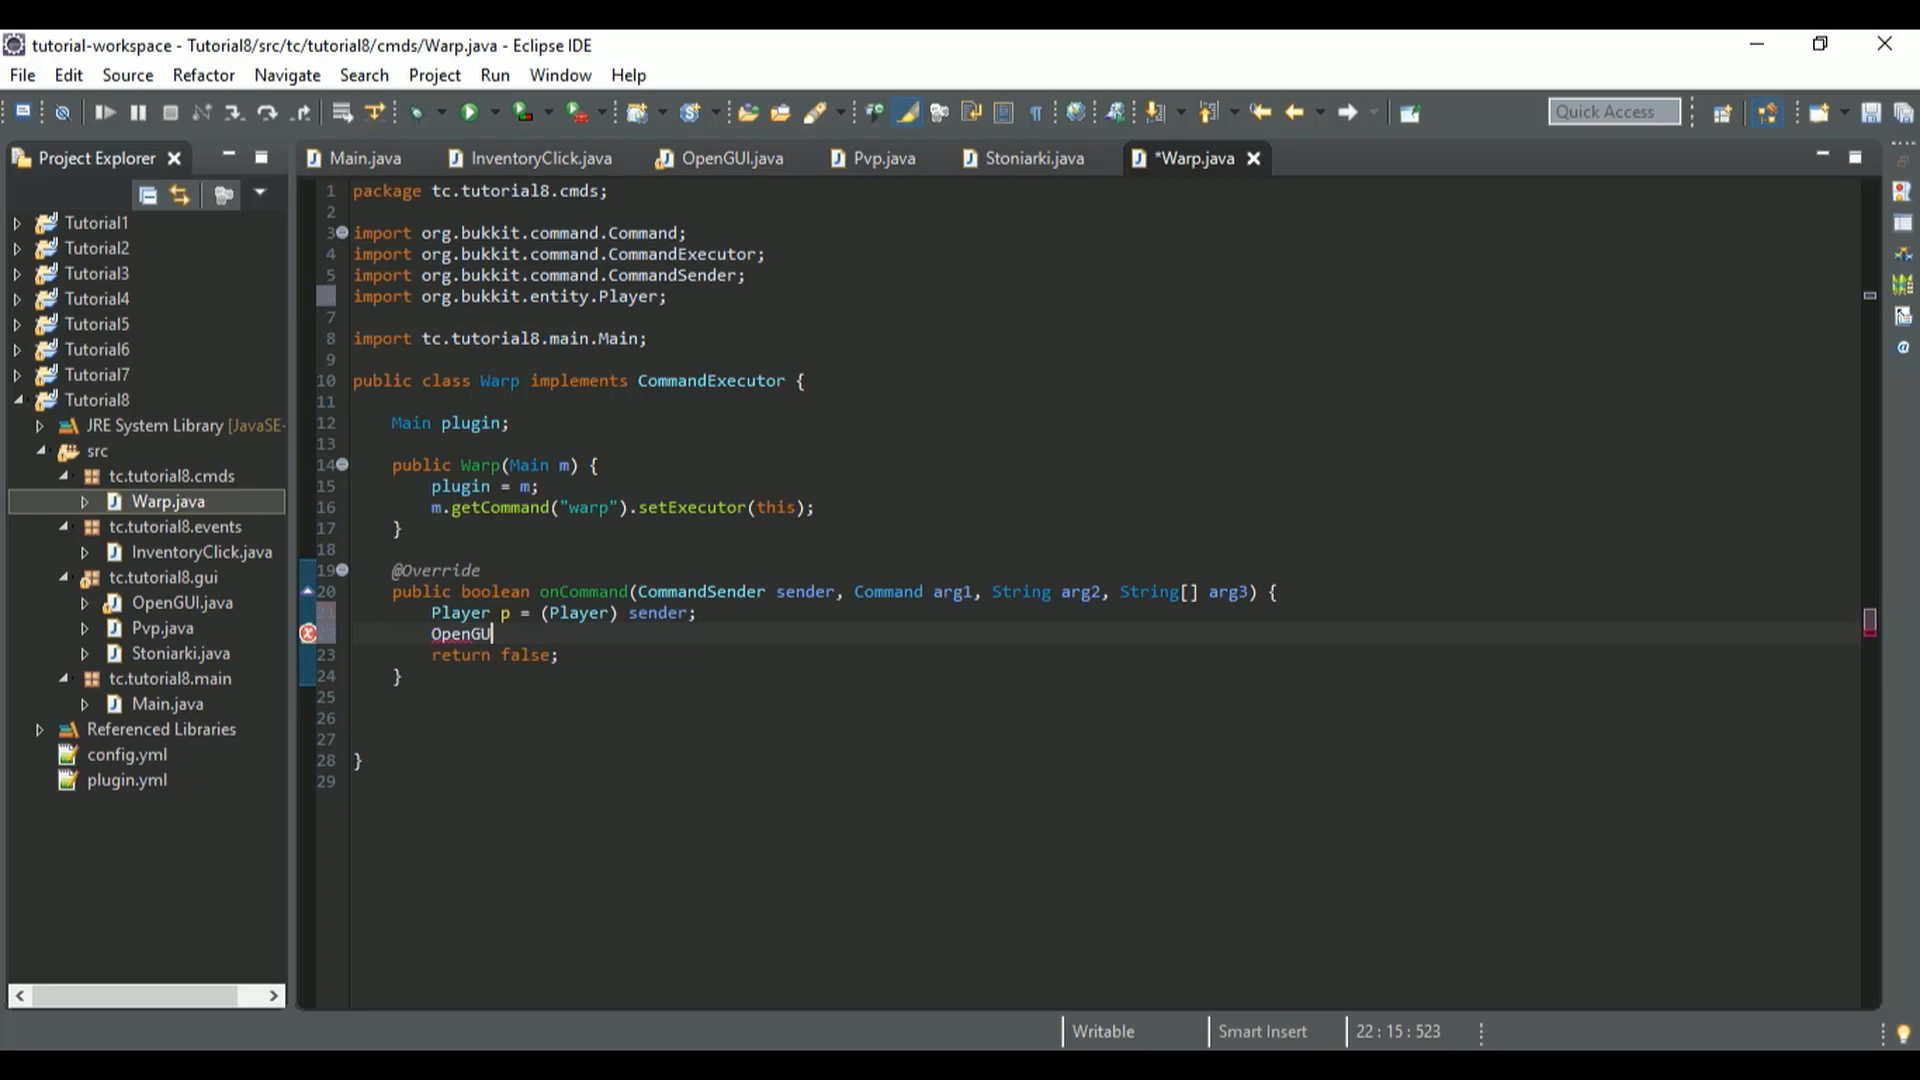 tutorial-workspace - Tutorial8/src/tc/tutorial8/cmds/Warp.java - Eclipse IDE
File Edit Source Refactor Navigate Search Project Run Window Help
Quick Access
Project Explorer
Main.java InventoryClick.java OpenGUI.java Pvp.java Stoniarki.java *Warp.java
Tutorial1
Tutorial2
Tutorial3
Tutorial4
Tutorial5
Tutorial6
Tutorial7
Tutorial8
JRE System Library [JavaSE-
src
tc.tutorial8.cmds
Warp.java
tc.tutorial8.events
InventoryClick.java
tc.tutorial8.gui
OpenGUI.java
Pvp.java
Stoniarki.java
tc.tutorial8.main
Main.java
Referenced Libraries
config.yml
plugin.yml
1 package tc.tutorial8.cmds;
2
3 import org.bukkit.command.Command;
4 import org.bukkit.command.CommandExecutor;
5 import org.bukkit.command.CommandSender;
import org.bukkit.entity.Player;
7
8 import tc.tutorial8.main.Main;
9
10 public class Warp implements CommandExecutor {
11
12 Main plugin;
13
14 public Warp(Main m) {
15 plugin = m;
16 m.getCommand("warp").setExecutor(this);
17 }
18
19 @Override
20 public boolean onCommand(CommandSender sender, Command arg1, String arg2, String[] arg3) {
21 Player p = (Player) sender;
OpenGU
23 return false;
24 }
25
26
27
28 }
29
Writable Smart Insert 22 : 15 : 523